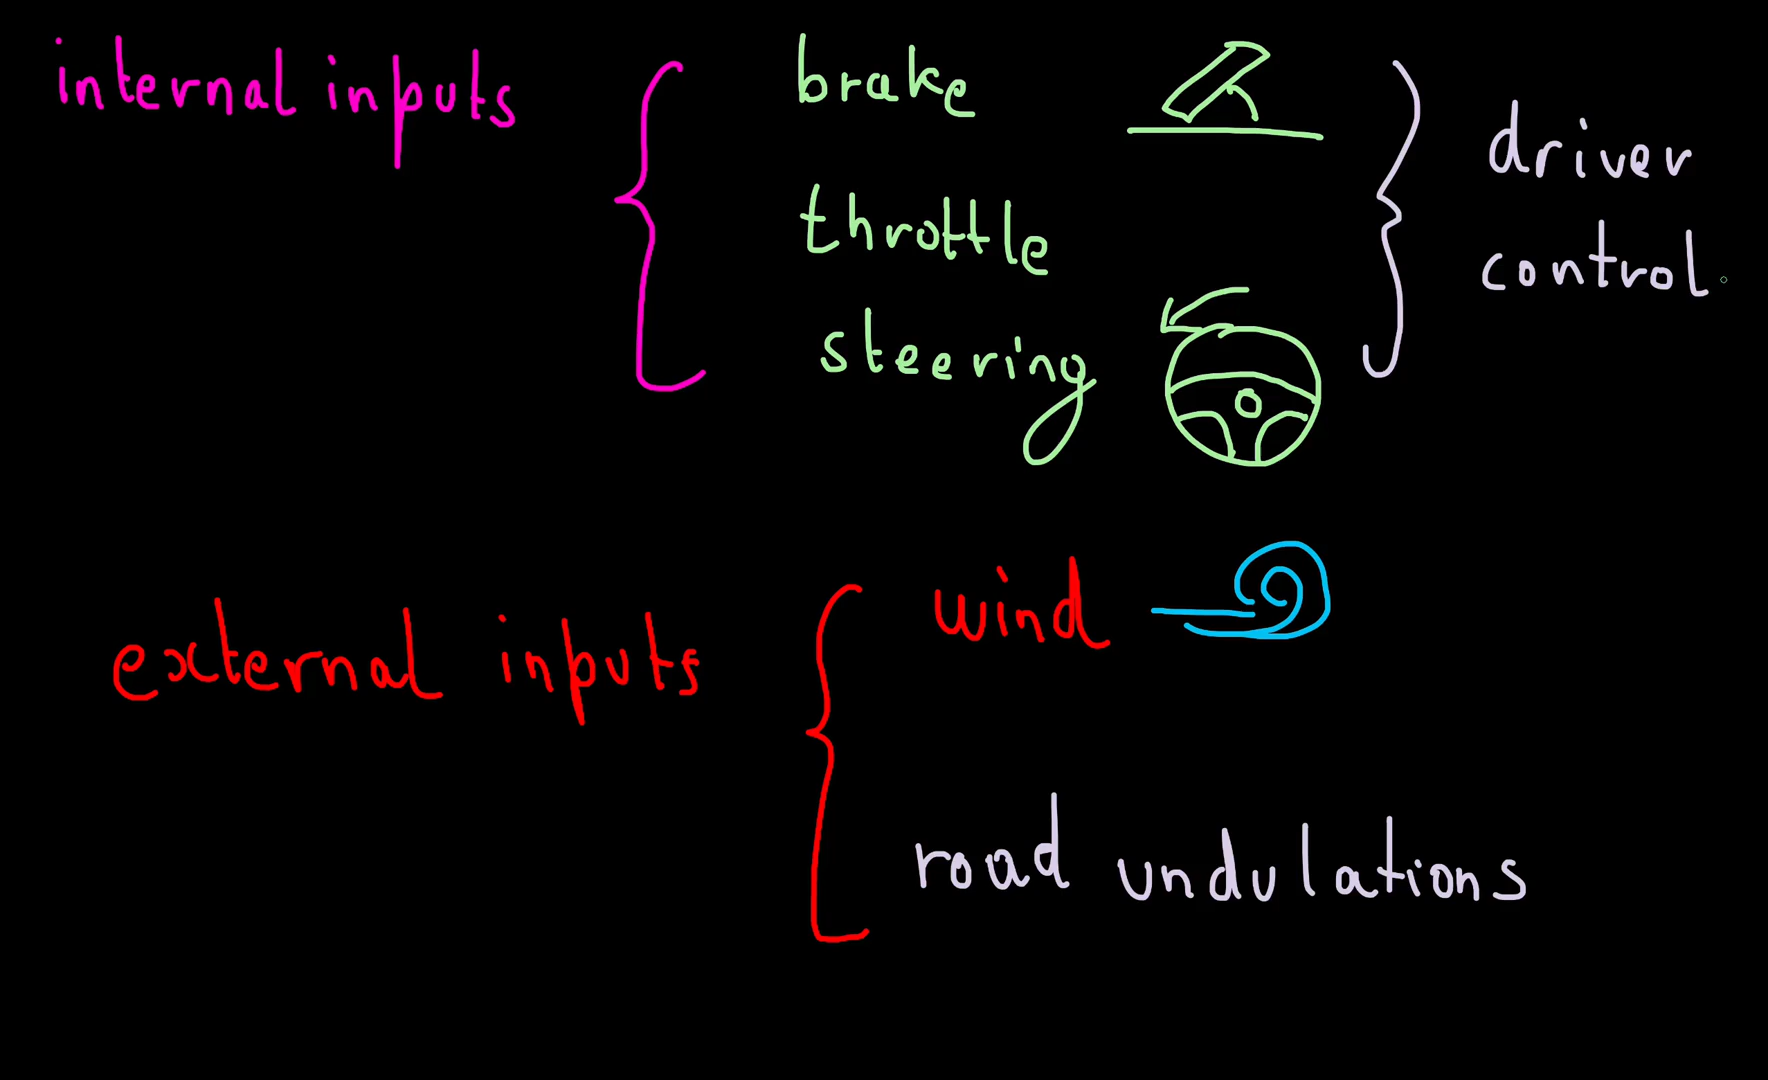 internal inputs
brake
throttle
steering
driver
control
external inputs
wind
road undulations